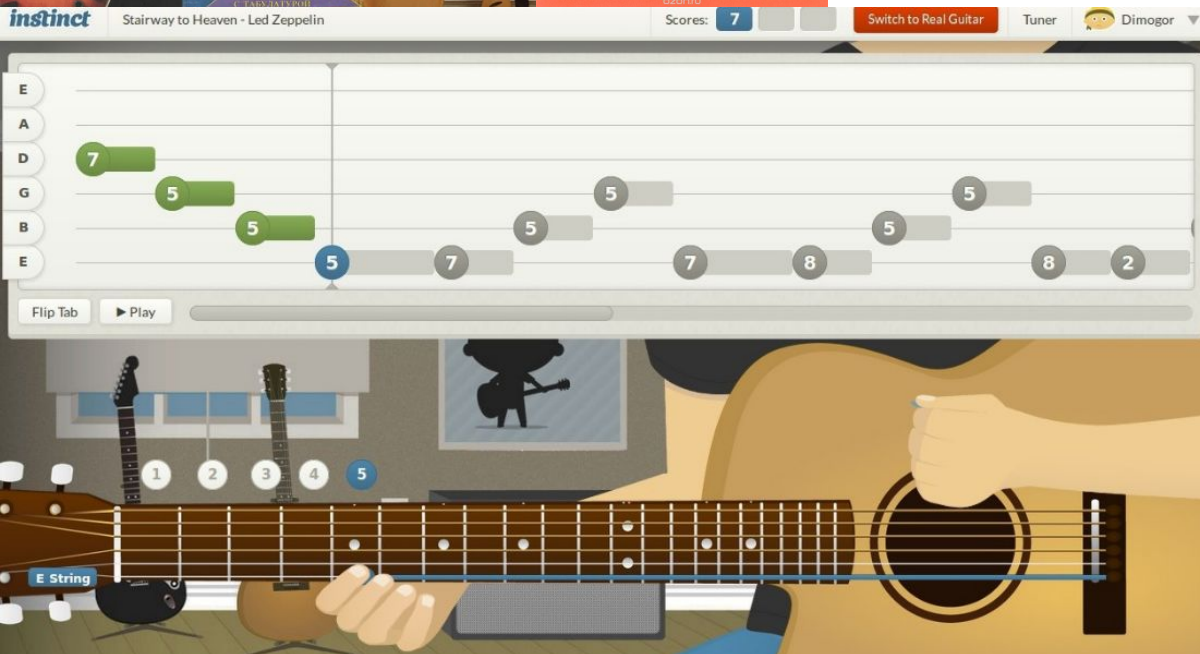 С ТАБУЛАТУРОЙ
instinct
Stairway to Heaven - Led Zeppelin
Scores: 7
Switch to Real Guitar
Tuner
Dimogor
E
A
D 7
G 5 5 5
B 5 5 5
E 5 7 7 8 8 2
Flip Tab
Play
1 2 3 4 5
E String